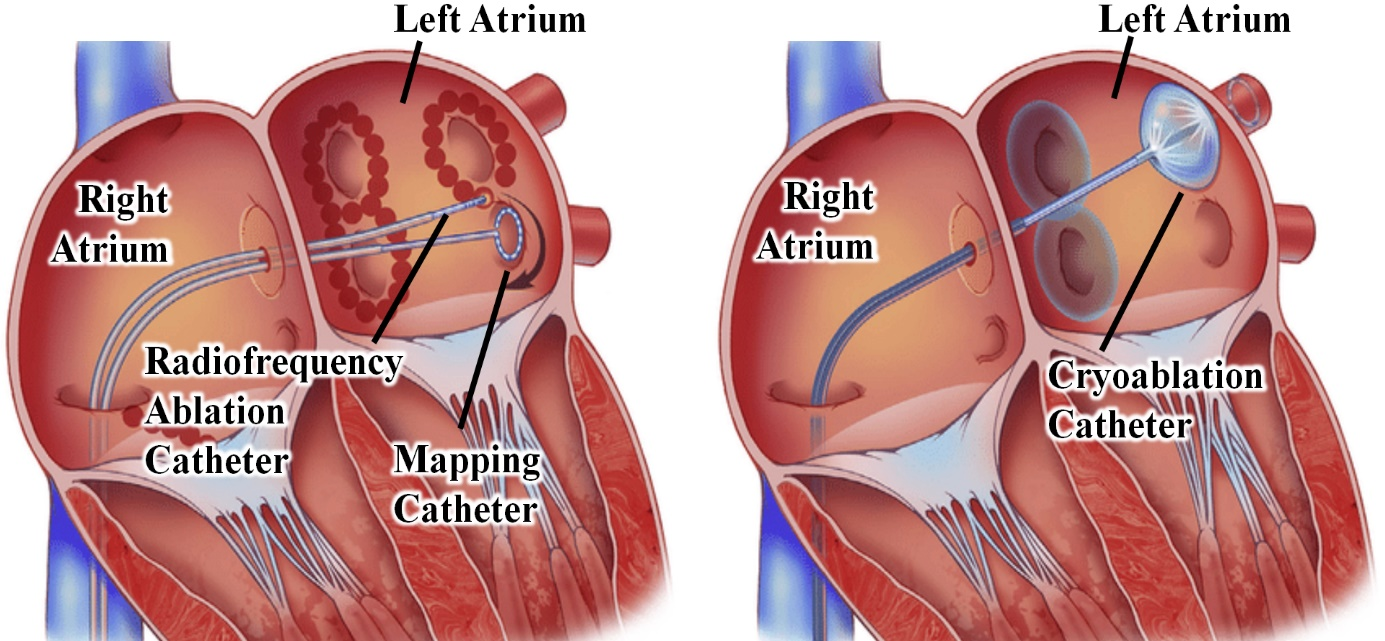 Left Atrium
Right
Atrium
Radiofrequency
Ablation
Catheter
Mapping
Catheter
Left Atrium
Right
Atrium
Cryoablation
Catheter